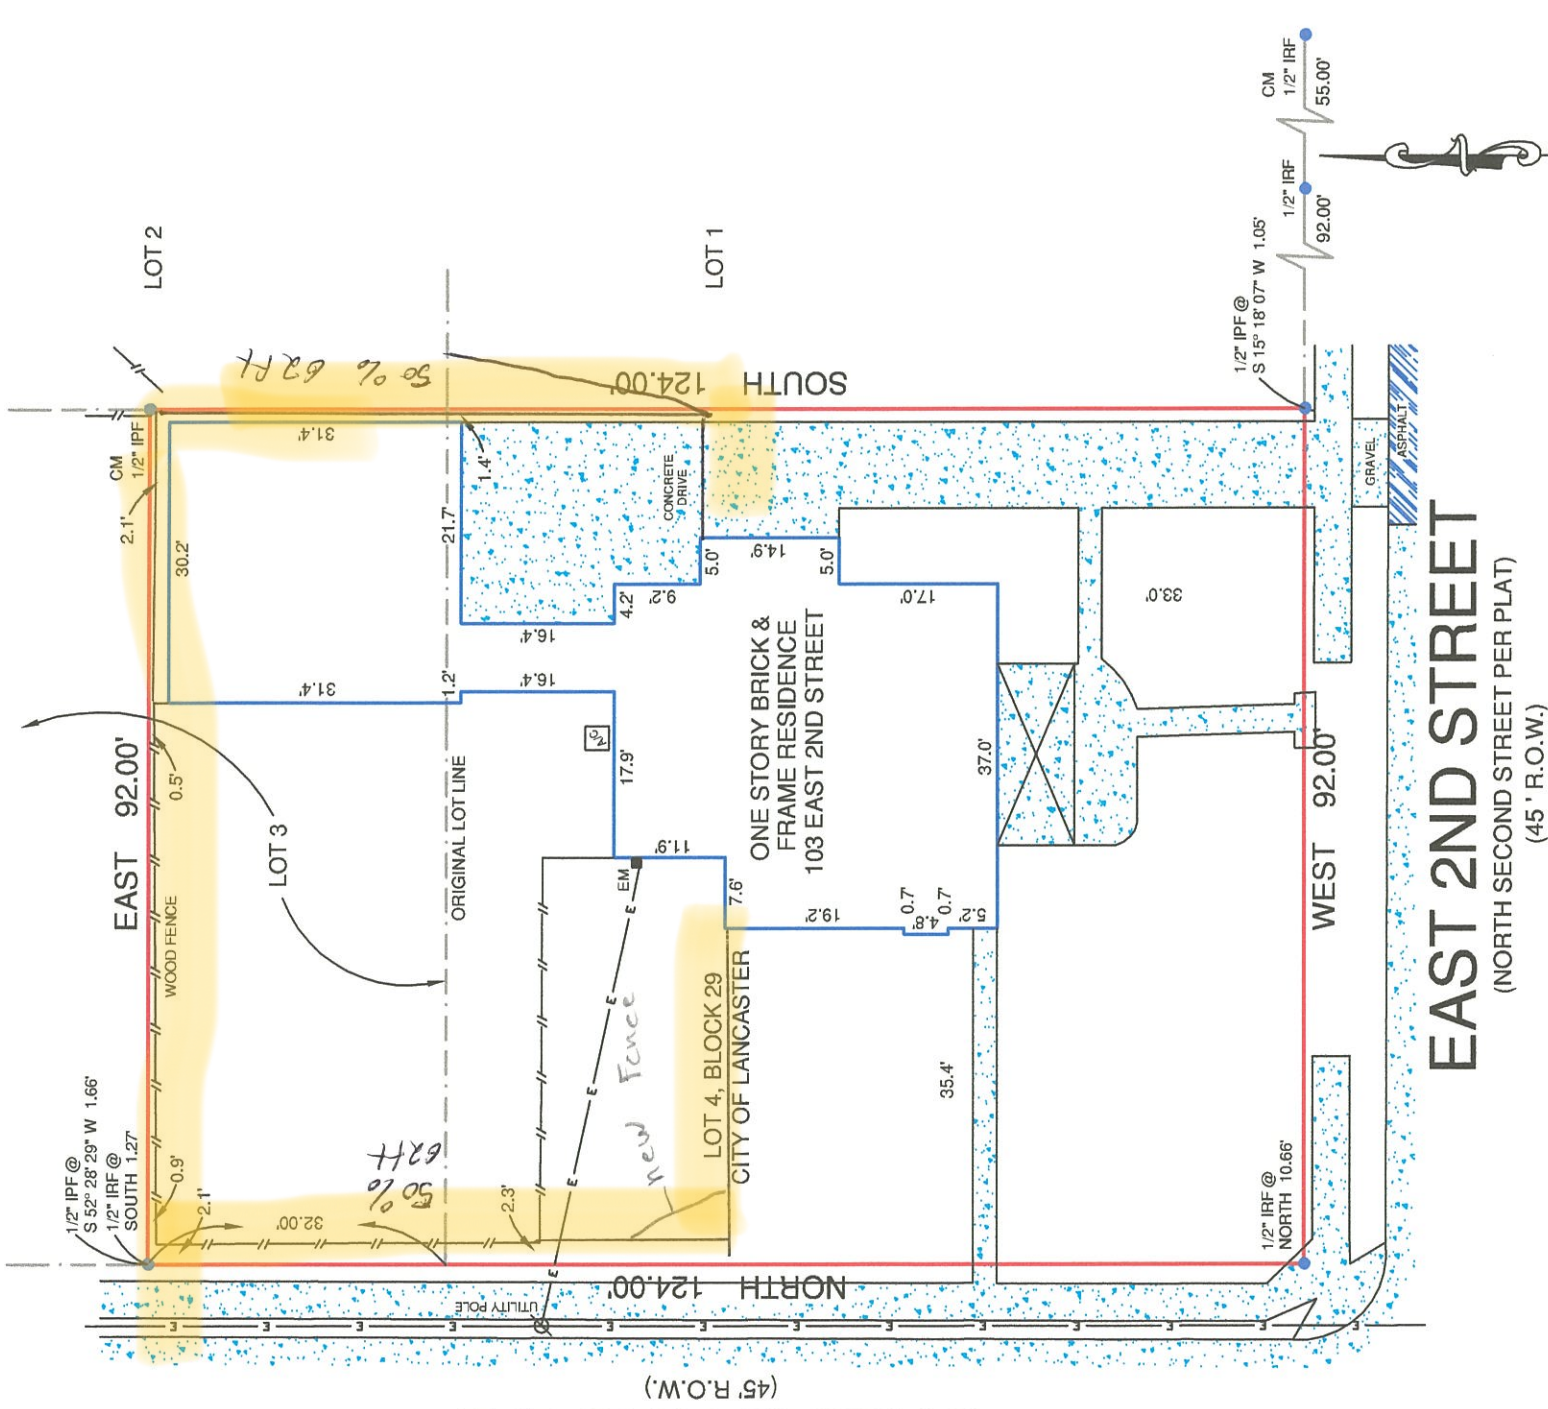 CM
1/2" IRF
55.00'
1/2" IRF
92.00'
1/2" IPF @
S 15° 18' 07" W 1.05'
LOT 2
LOT 1
50 % 62 ft
SOUTH 124.00'
CM
1/2" IPF
2.1'
31.4'
30.2'
1.4'
21.7'
CONCRETE
DRIVE
GRAVEL
ASPHALT
16.4'
4.2'
9.2'
5.0'
14.9'
5.0'
17.0'
33.0'
31.4'
1.2'
16.4'
EAST 92.00'
0.5'
17.9'
ONE STORY BRICK &
FRAME RESIDENCE
103 EAST 2ND STREET
37.0'
WEST 92.00'
LOT 3
ORIGINAL LOT LINE
WOOD FENCE
EM
11.9'
7.6'
19.2'
0.7'
4.8'
0.7'
5.2'
LOT 4, BLOCK 29
CITY OF LANCASTER
new Fence
35.4'
1/2" IPF @
S 52° 28' 29" W 1.66'
1/2" IRF @
SOUTH 1.27'
0.9'
2.1'
32.00'
50 %
62 ft
2.3'
1/2" IRF @
NORTH 10.66'
NORTH 124.00'
UTILITY POLE
E
E
E
E
E
(45' R.O.W.)
EAST 2ND STREET
(NORTH SECOND STREET PER PLAT)
(45 ' R.O.W.)